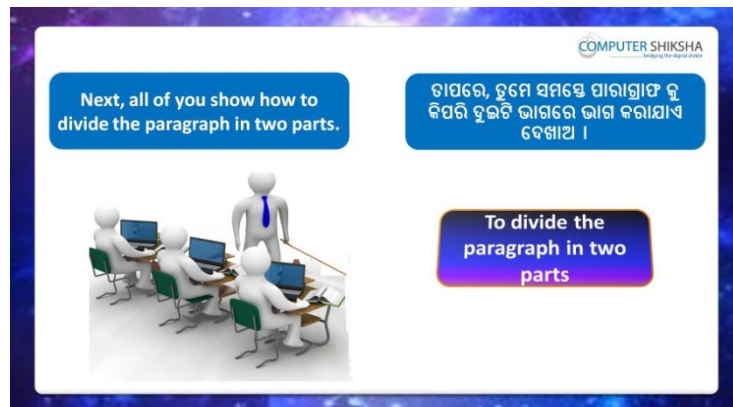 COMPUTER SHIKSHA
bridging the digital divide
Next, all of you show how to
divide the paragraph in two parts.
ତାପରେ, ତୁମେ ସମସ୍ତେ ପାରାଗ୍ରାଫ କୁ
କିପରି ଦୁଇଟି ଭାଗରେ ଭାଗ କରାଯାଏ
ଦେଖାଅ ।
To divide the
paragraph in two
parts